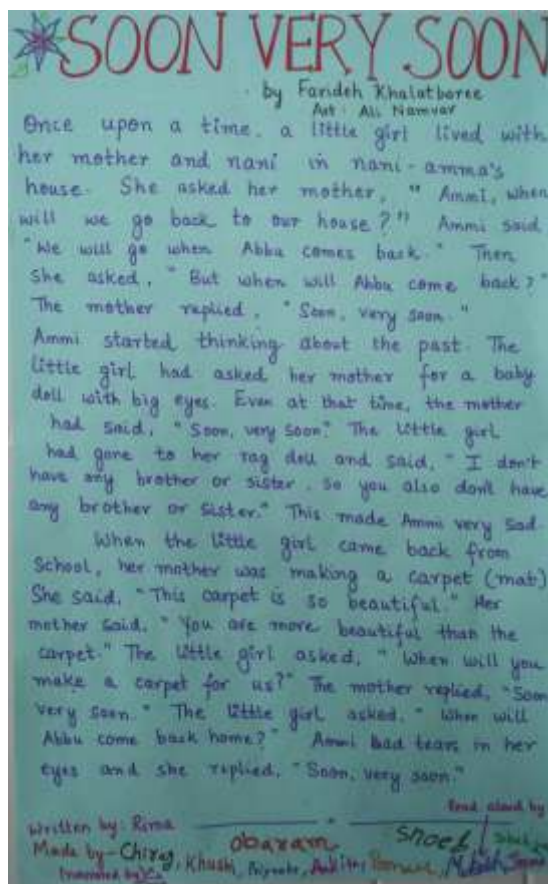 SOON VERY SOON
by Farideh Khalatbaree
Art: Ali Namvar
Once upon a time, a little girl lived with
her mother and nani in nani-amma's
house. She asked her mother, "Ammi, when
will we go back to our house?" Ammi said
"We will go when Abbu comes back." Then
she asked, "But when will Abbu come back?"
The mother replied, "Soon, very soon."
Ammi started thinking about the past. The
little girl had asked her mother for a baby
doll with big eyes. Even at that time, the mother
had said, "Soon, very soon." The little girl
had gone to her rag doll and said, "I don't
have any brother or sister, so you also don't have
any brother or sister." This made Ammi very sad.
When the little girl came back from
School, her mother was making a carpet (mat)
She said, "This carpet is so beautiful." Her
mother said, "You are more beautiful than the
carpet." The little girl asked, "When will you
make a carpet for us?" The mother replied, "Soon
very soon." The little girl asked, "When will
Abbu come back home?" Ammi had tears in her
eyes and she replied, "Soon, very soon."
Read aloud by
Written by: Rima
Made by - Chirag, Khushi, Priyanka, Ankita,